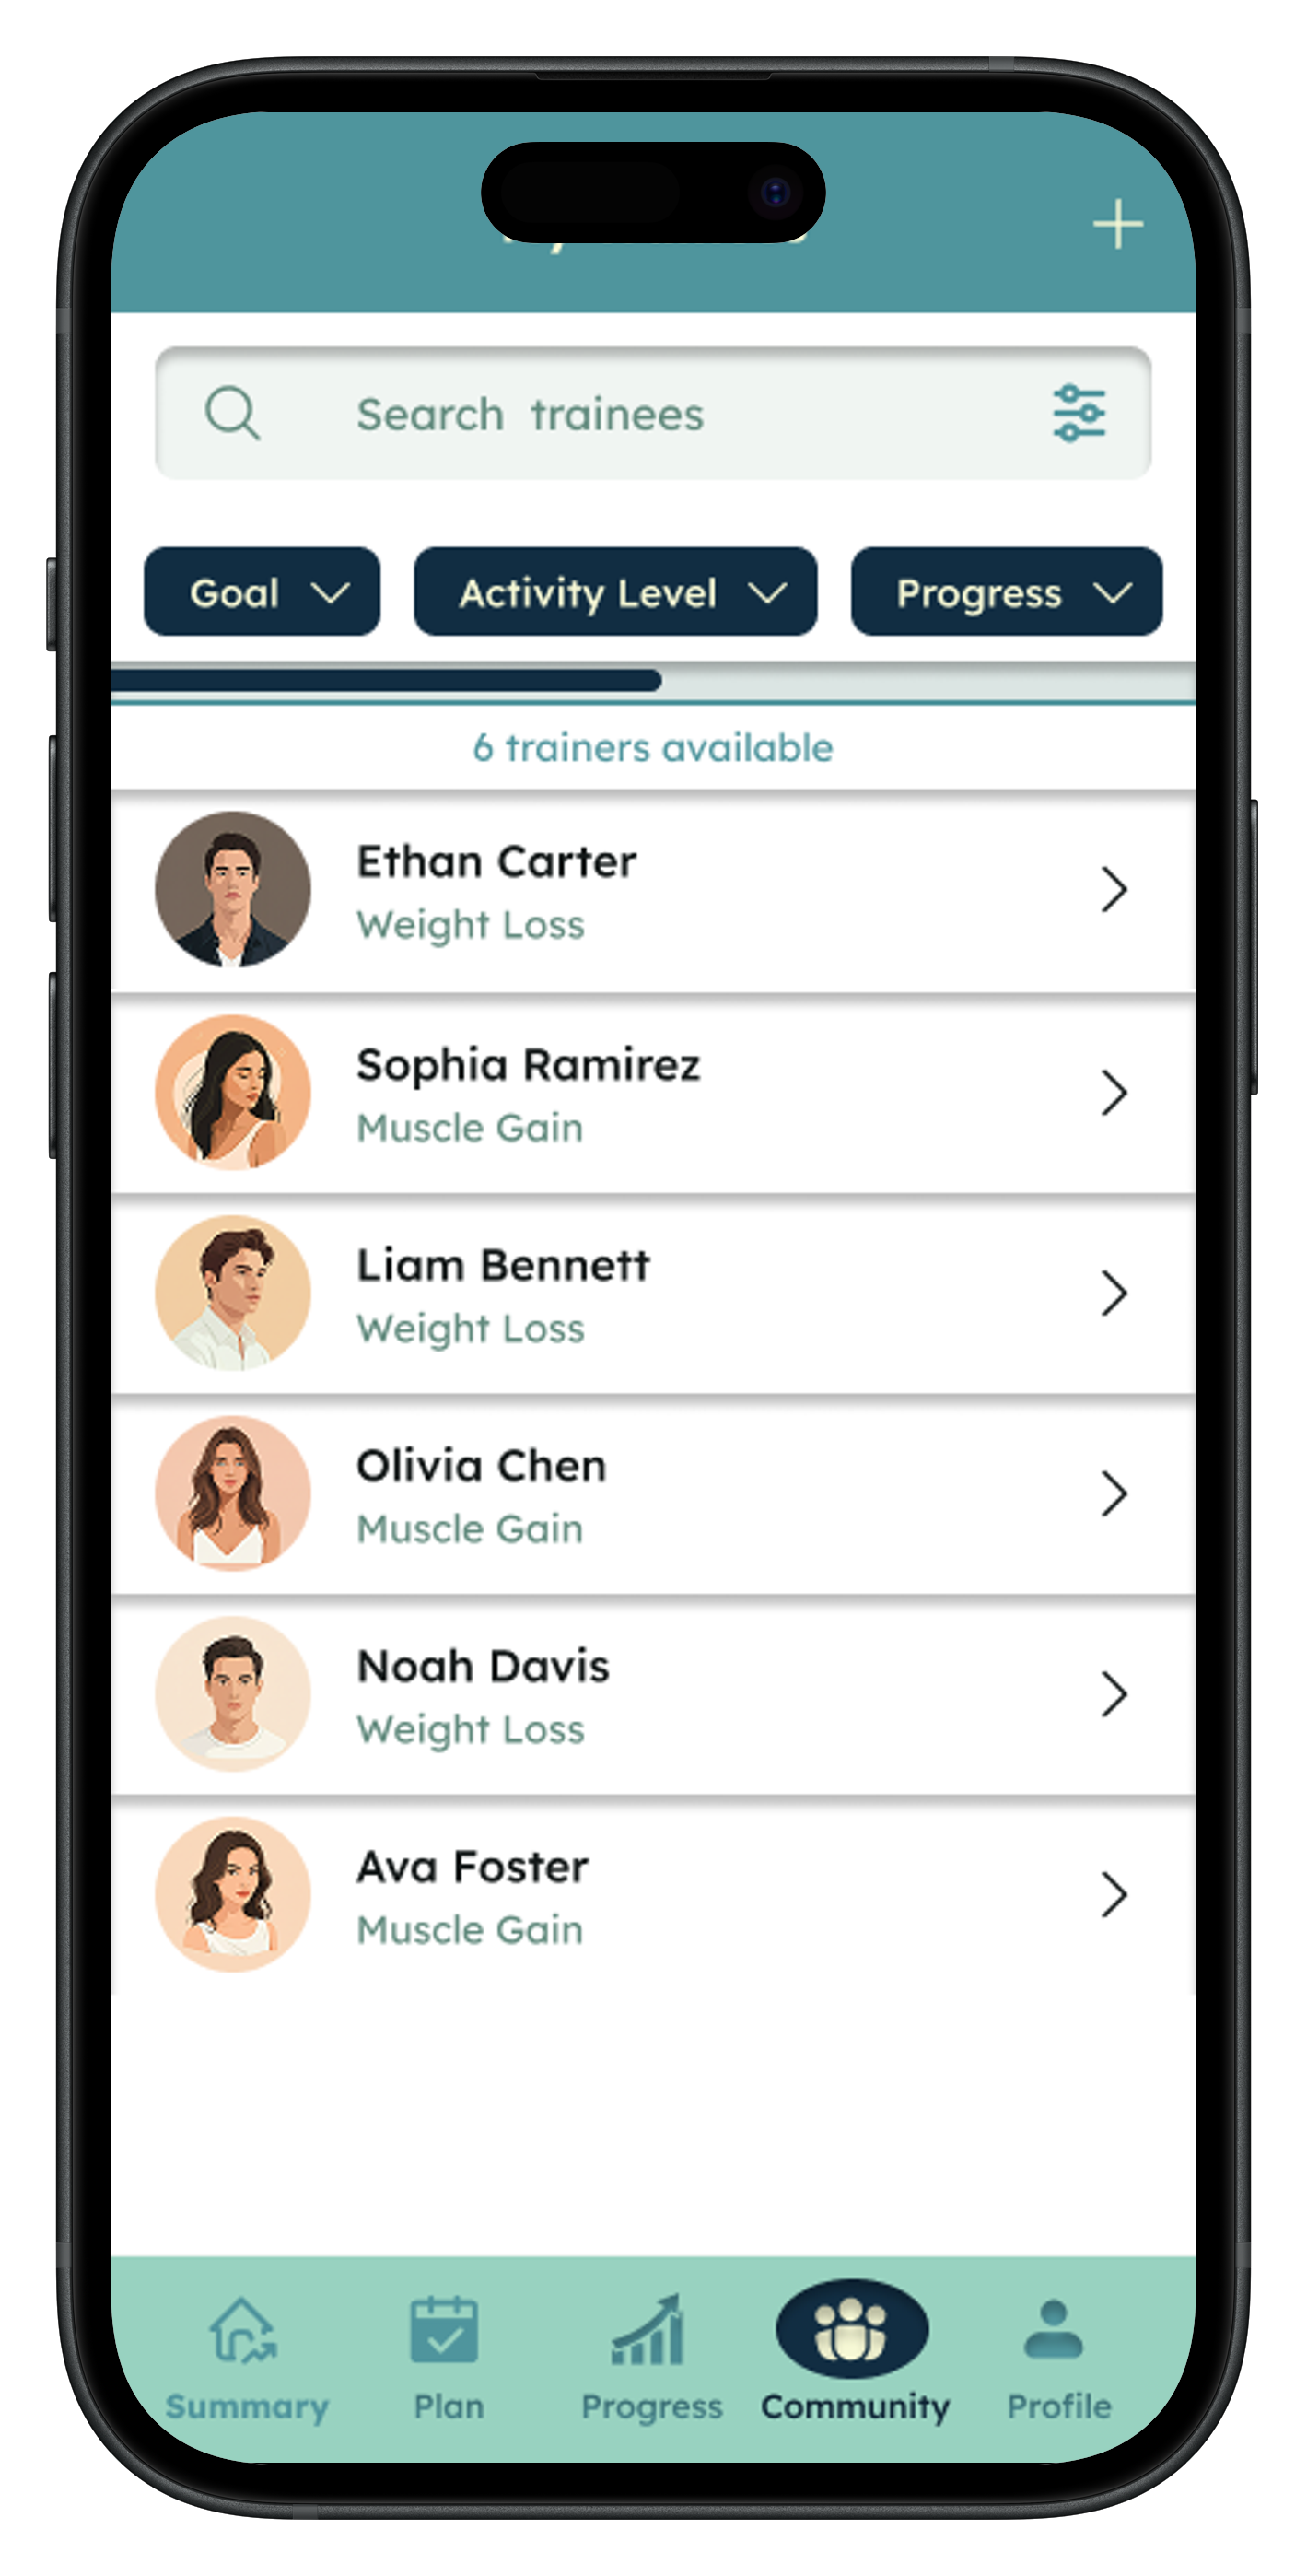 Search trainees
Goal
Activity Level
Progress
6 trainers available
Ethan Carter
Weight Loss
Sophia Ramirez
Muscle Gain
Liam Bennett
Weight Loss
Olivia Chen
Muscle Gain
Noah Davis
Weight Loss
Ava Foster
Muscle Gain
Summary
Plan
Progress
Community
Profile